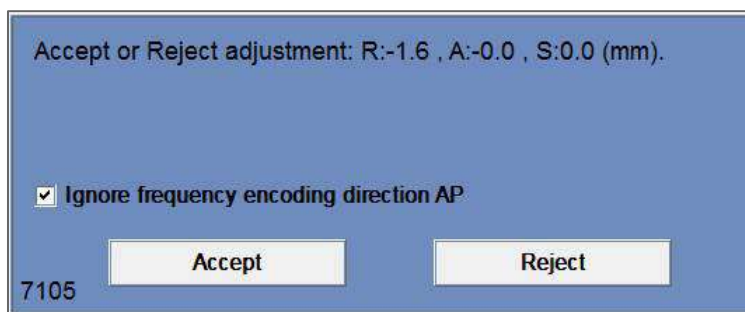 Accept or Reject adjustment: R:-1.6 , A:-0.0 , S:0.0 (mm).
Ignore frequency encoding direction AP
Accept Reject
7105